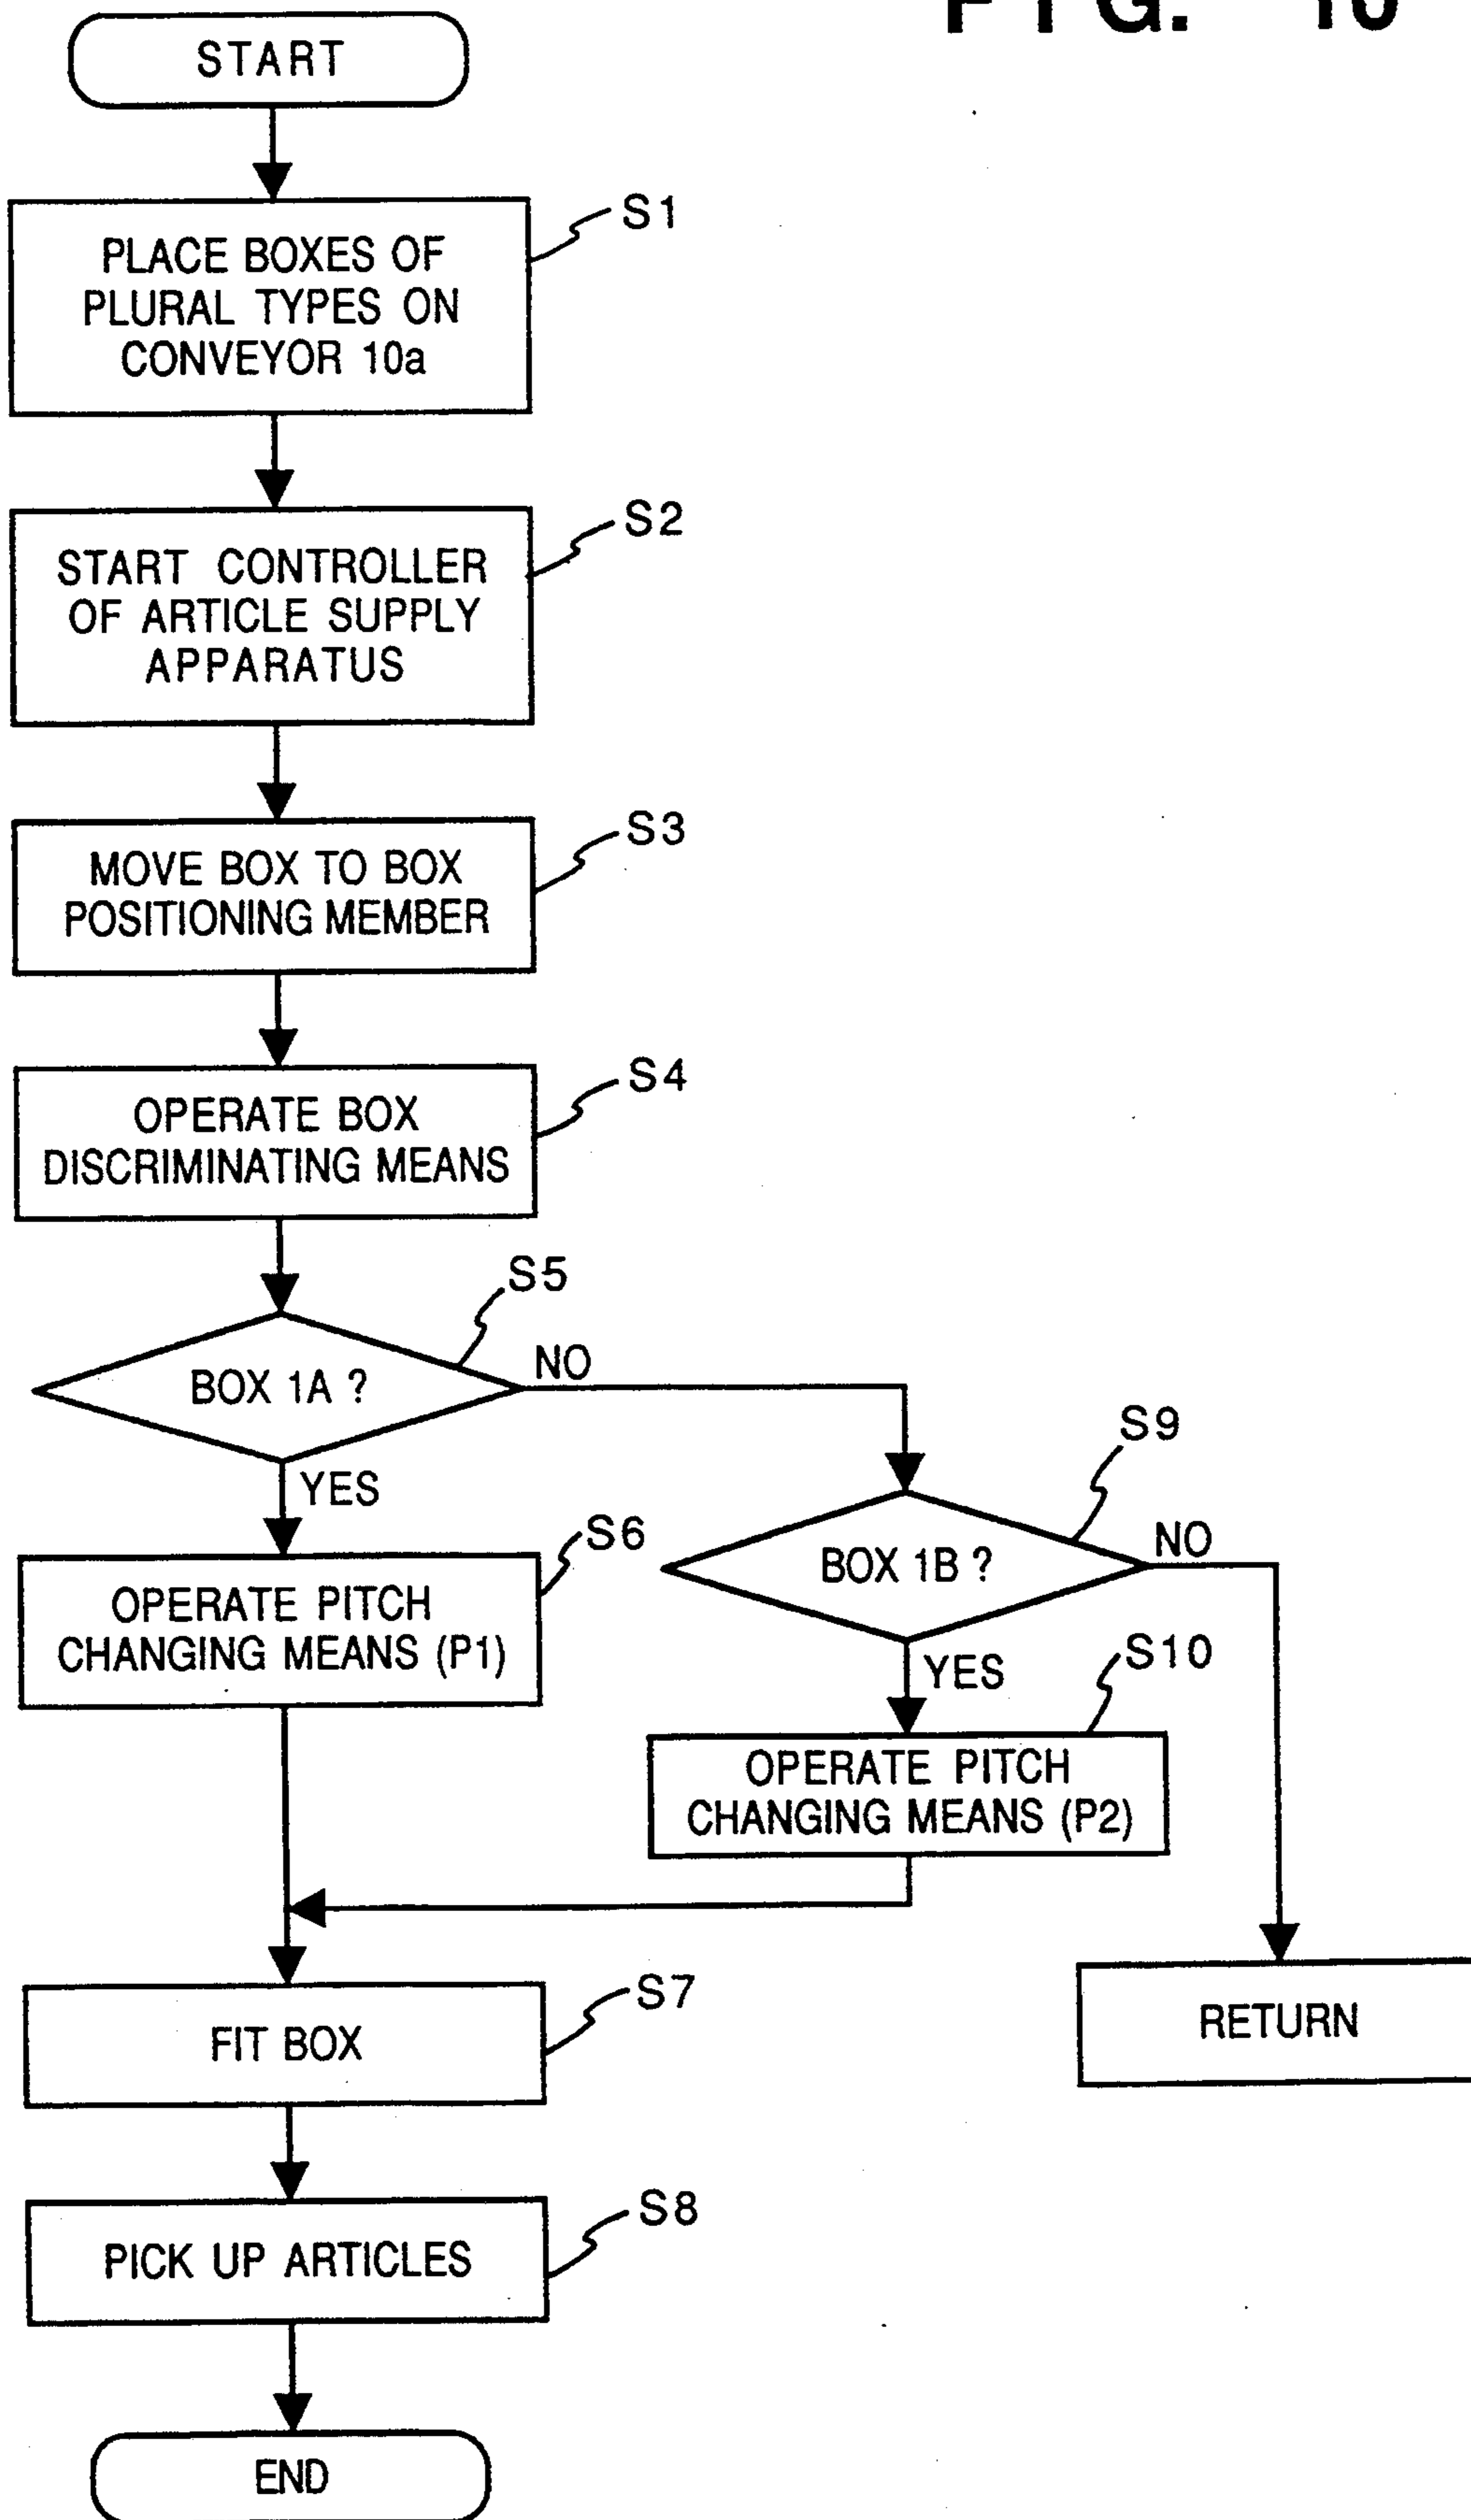 START
S1
PLACE BOXES OF
PLURAL TYPES ON
CONVEYOR 10a
S2
START CONTROLLER
OF ARTICLE SUPPLY
APPARATUS
S3
MOVE BOX TO BOX
POSITIONING MEMBER
S4
OPERATE BOX
DISCRIMINATING MEANS
S5
BOX 1A ?
NO
YES
S9
BOX 1B ?
NO
YES
S6
OPERATE PITCH
CHANGING MEANS (P1)
S10
OPERATE PITCH
CHANGING MEANS (P2)
S7
FIT BOX
RETURN
S8
PICK UP ARTICLES
END